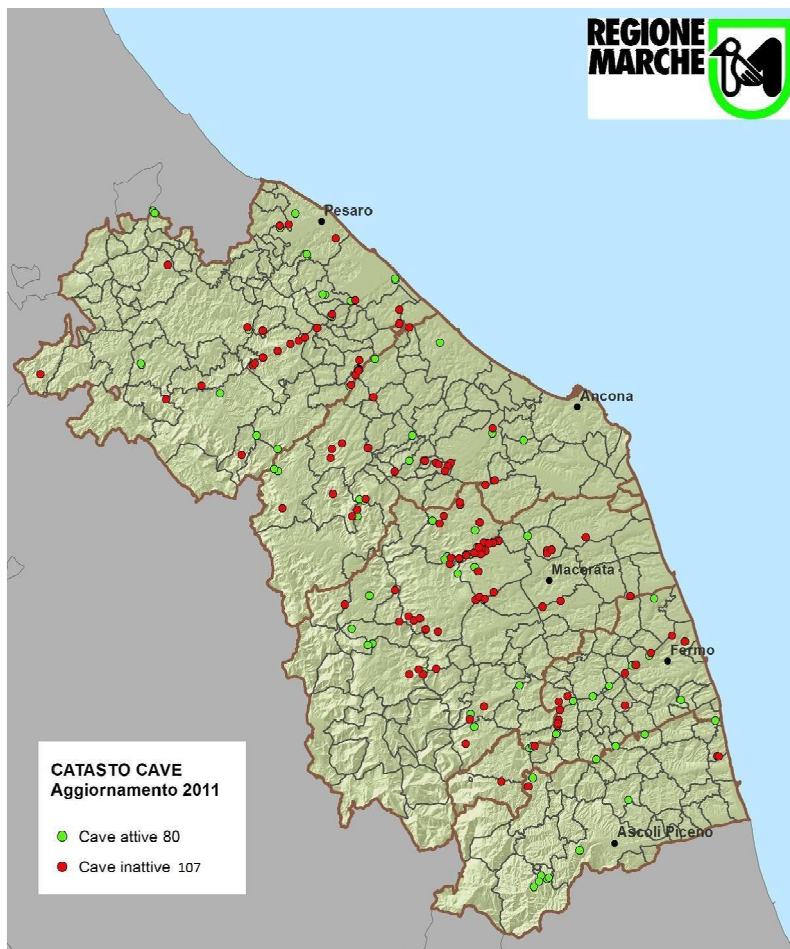 REGIONE
MARCHE
Pesaro
Ancona
Macerata
Fermo
Ascoli Piceno
CATASTO CAVE
Aggiornamento 2011
Cave attive 80
Cave inattive 107